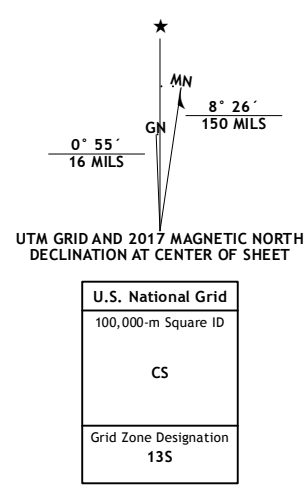 MN
GN
8° 26´
150 MILS
0° 55´
16 MILS
UTM GRID AND 2017 MAGNETIC NORTH
DECLINATION AT CENTER OF SHEET
U.S. National Grid
100,000-m Square ID
CS
Grid Zone Designation
13S